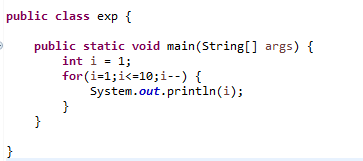 public class exp {
public static void main(String[] args) {
int i = 1;
for(i=1;i<=10;i--) {
System.out.println(i);
}
}
}